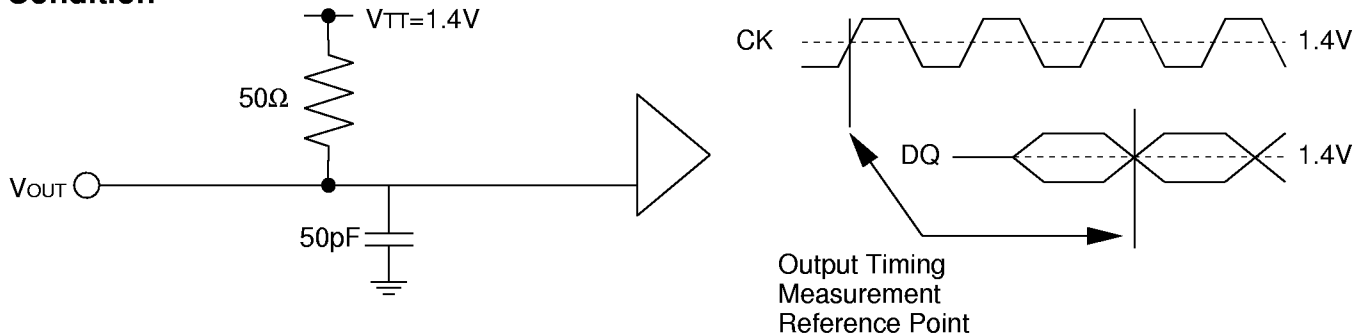 Condition
VTT=1.4V
50Ω
VOUT
50pF
CK
1.4V
DQ
1.4V
Output Timing
Measurement
Reference Point